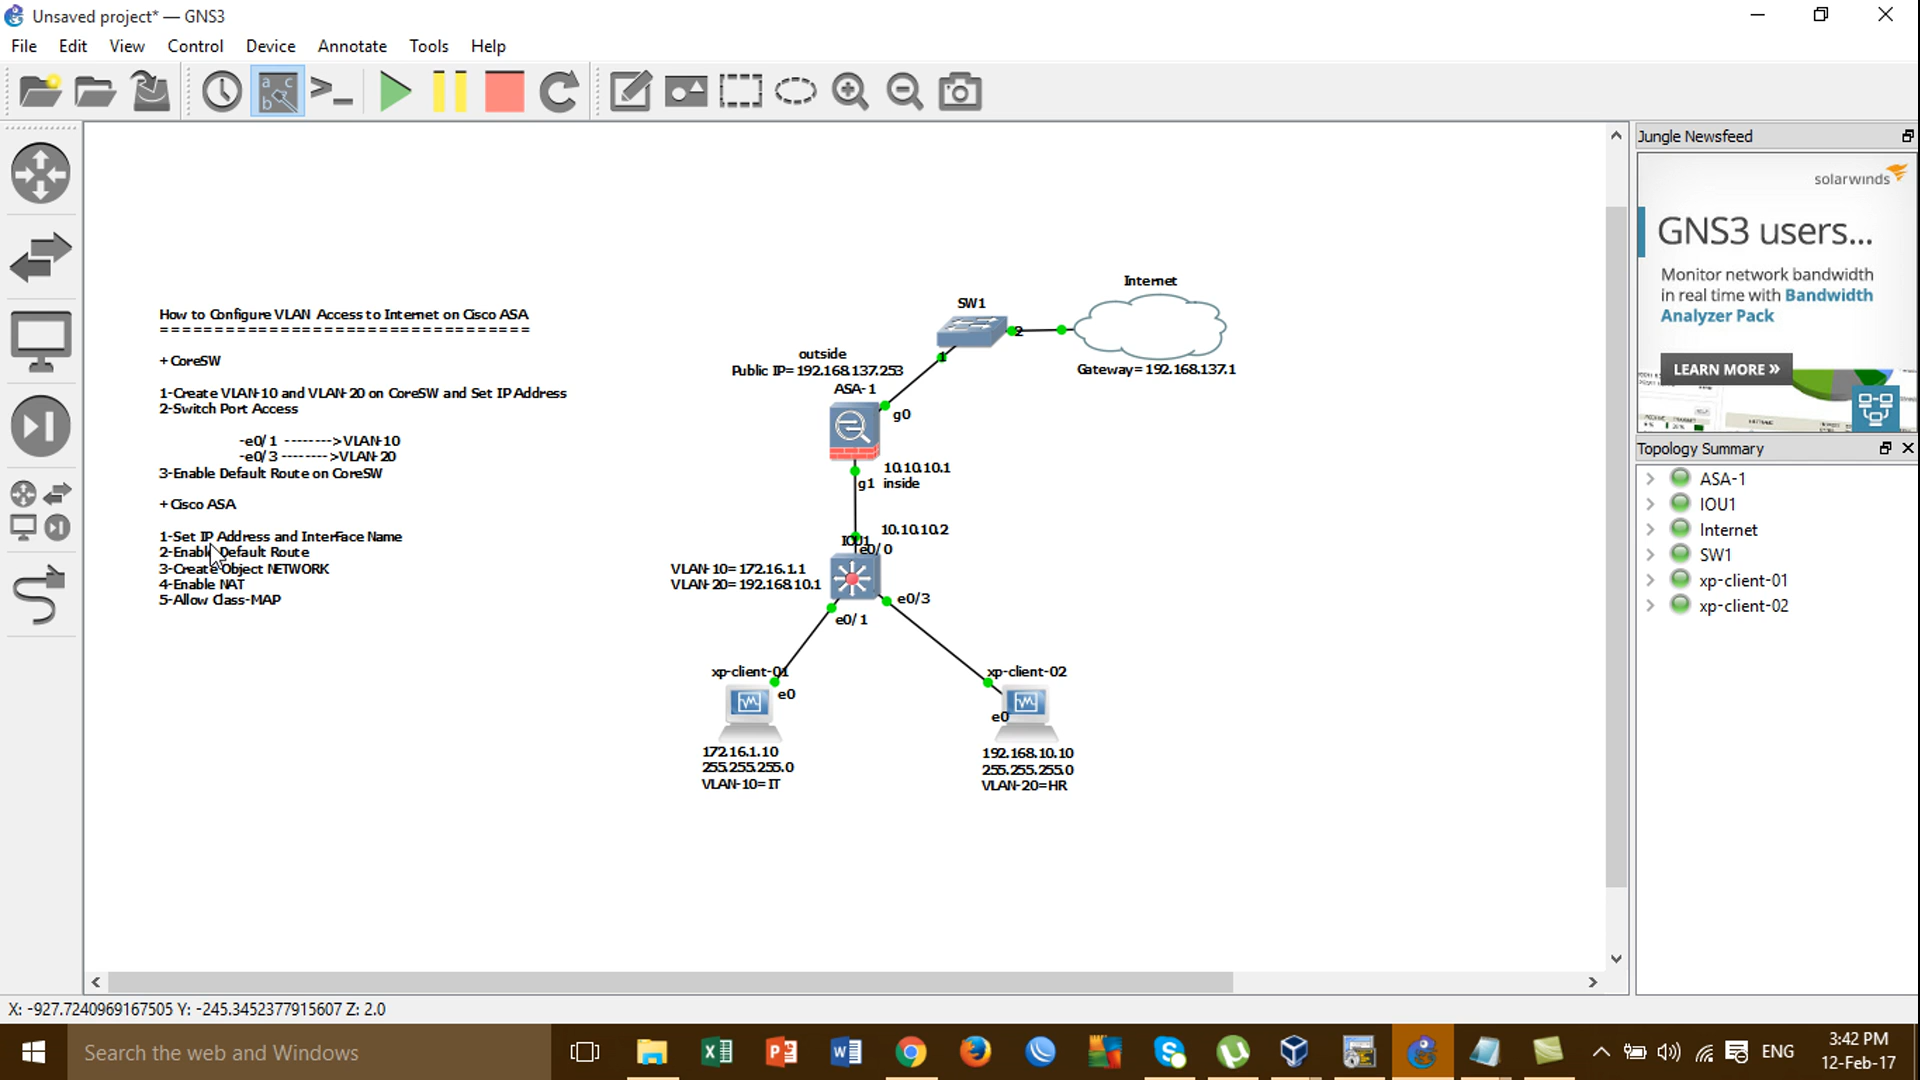 Unsaved project* — GNS3
File Edit View Control Device Annotate Tools Help
How to Configure VLAN Access to Internet on Cisco ASA
==================================
+CoreSW
1-Create VLAN-10 and VLAN-20 on CoreSW and Set IP Address
2-Switch Port Access
-e0/1 -------->VLAN-10
-e0/3 -------->VLAN-20
3-Enable Default Route on CoreSW
+Cisco ASA
1-Set IP Address and InterFace Name
2-Enable Default Route
3-Create Object NETWORK
4-Enable NAT
5-Allow Class-MAP
Internet
SW1
2
1
Gateway=192.168.137.1
outside
Public IP=192.168.137.253
ASA-1
g0
10.10.10.1
g1 inside
10.10.10.2
IOU1
e0/0
VLAN-10=172.16.1.1
VLAN-20=192.168.10.1
e0/3
e0/1
xp-client-01
e0
172.16.1.10
255.255.255.0
VLAN-10=IT
xp-client-02
e0
192.168.10.10
255.255.255.0
VLAN-20=HR
Jungle Newsfeed
solarwinds
GNS3 users...
Monitor network bandwidth
in real time with Bandwidth
Analyzer Pack
LEARN MORE »
Topology Summary
ASA-1
IOU1
Internet
SW1
xp-client-01
xp-client-02
X: -927.7240969167505 Y: -245.3452377915607 Z: 2.0
Search the web and Windows
ENG
3:42 PM
12-Feb-17